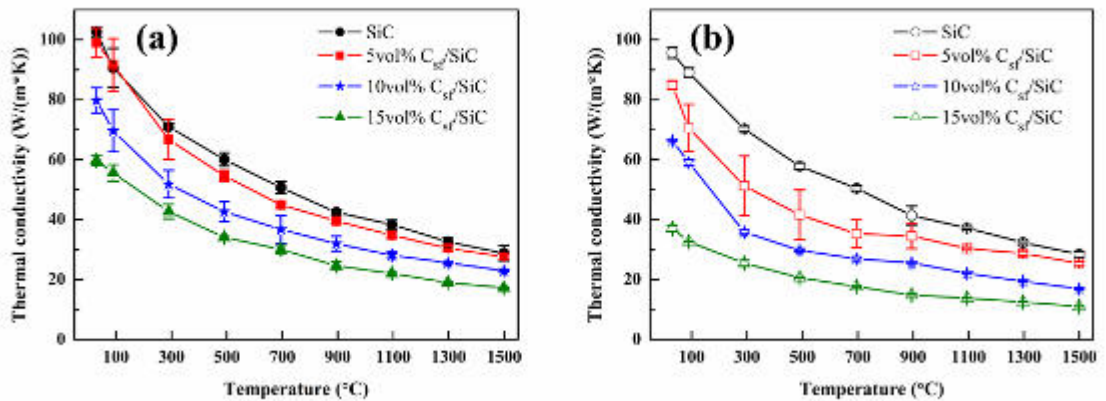 (a)
SiC
5vol% Csf/SiC
10vol% Csf/SiC
15vol% Csf/SiC
Thermal conductivity (W/(m*K))
100
80
60
40
20
0
100 300 500 700 900 1100 1300 1500
Temperature (°C)
(b)
SiC
5vol% Csf/SiC
10vol% Csf/SiC
15vol% Csf/SiC
Thermal conductivity (W/(m*K))
100
80
60
40
20
0
100 300 500 700 900 1100 1300 1500
Temperature (°C)